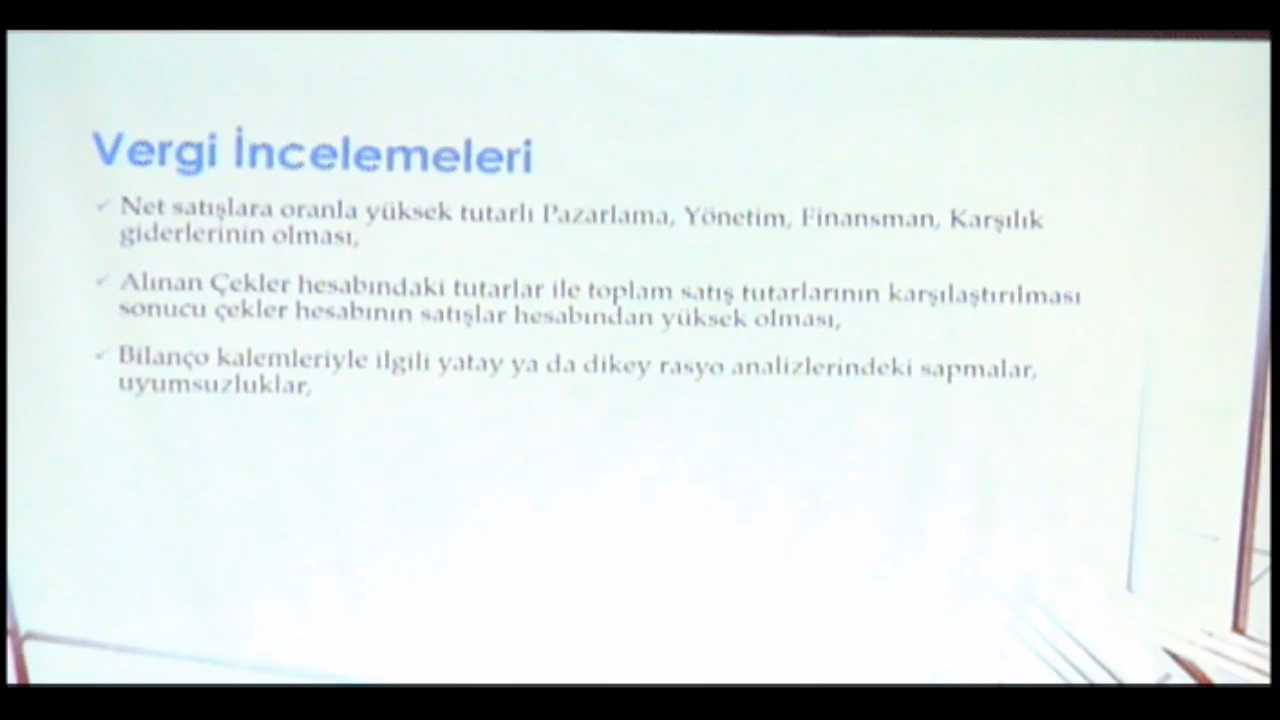 Vergi İncelemeleri
✓ Net satışlara oranla yüksek tutarlı Pazarlama, Yönetim, Finansman, Karşılık
giderlerinin olması,
✓ Alınan Çekler hesabındaki tutarlar ile toplam satış tutarlarının karşılaştırılması
sonucu çekler hesabının satışlar hesabından yüksek olması,
✓ Bilanço kalemleriyle ilgili yatay ya da dikey rasyo analizlerindeki sapmalar,
uyumsuzluklar,